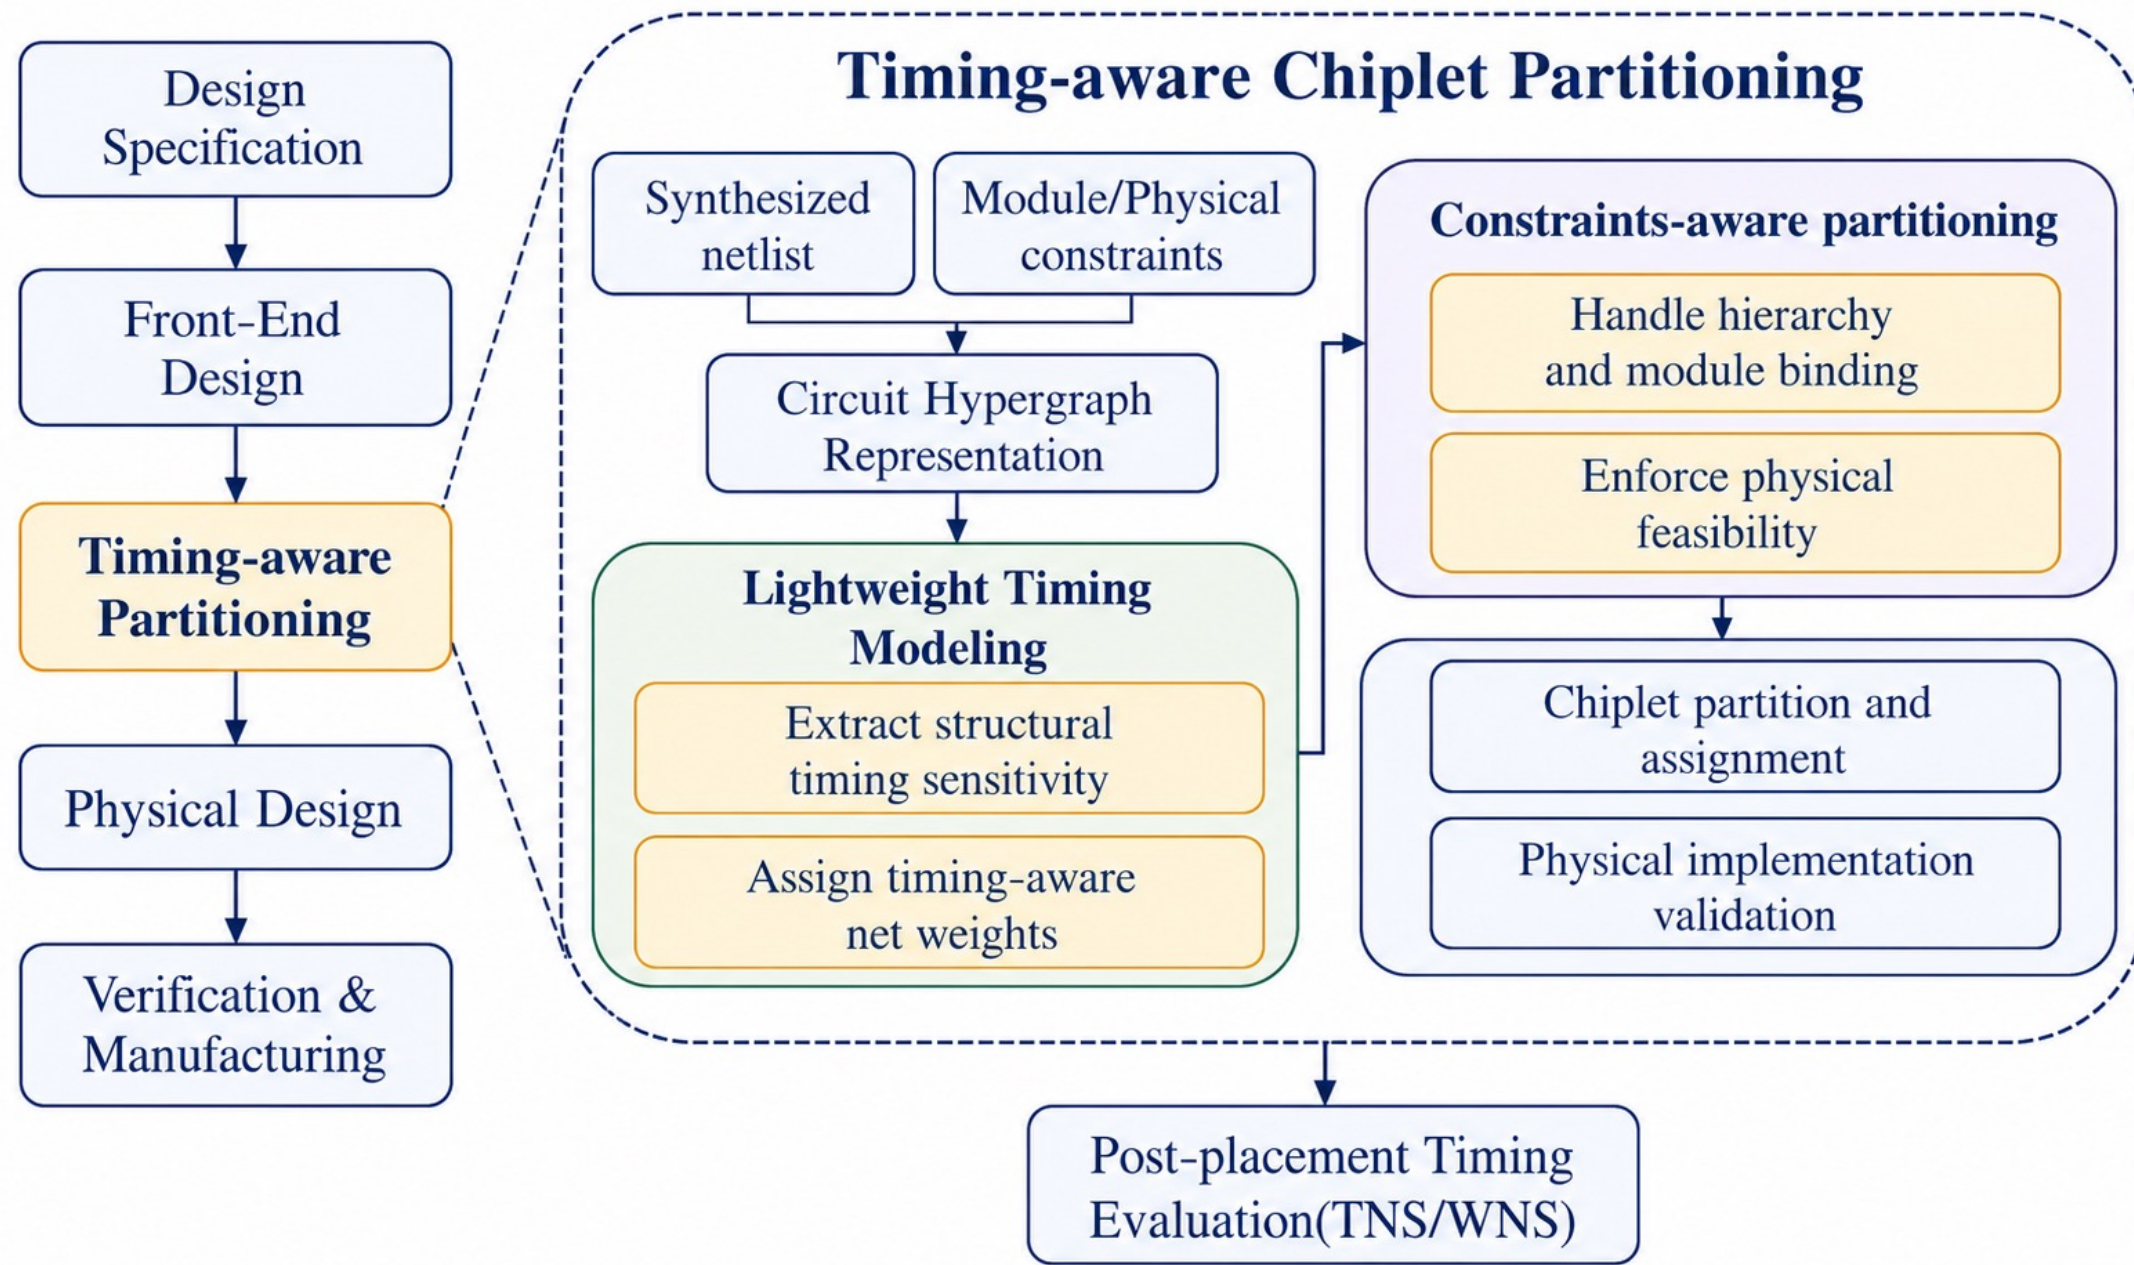 Design
Specification
Front-End
Design
Timing-aware
Partitioning
Physical Design
Verification &
Manufacturing
Timing-aware Chiplet Partitioning
Synthesized
netlist
Module/Physical
constraints
Circuit Hypergraph
Representation
Lightweight Timing
Modeling
Extract structural
timing sensitivity
Assign timing-aware
net weights
Constraints-aware partitioning
Handle hierarchy
and module binding
Enforce physical
feasibility
Chiplet partition and
assignment
Physical implementation
validation
Post-placement Timing
Evaluation(TNS/WNS)